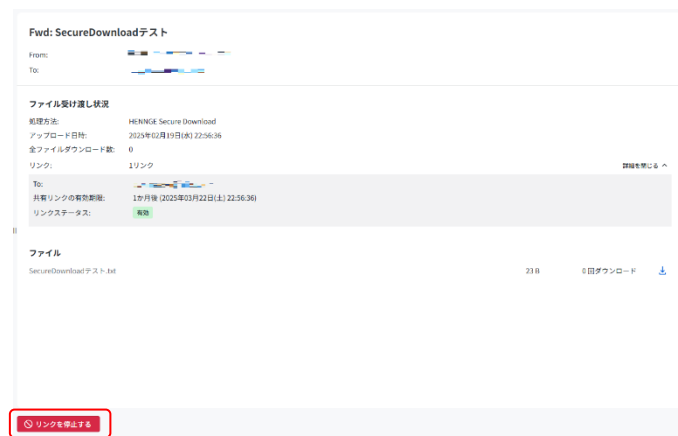 Fwd: SecureDownloadテスト
From:
To:
ファイル受け渡し状況
処理方法: HENNGE Secure Download
アップロード日時: 2025年02月19日(水) 22:56:36
全ファイルダウンロード数: 0
リンク: 1リンク 詳細を閉じる
To:
共有リンクの有効期限: 1か月後 (2025年03月22日(土) 22:56:36)
リンクステータス: 有効
ファイル
SecureDownloadテスト.txt 23 B 0 回ダウンロード
リンクを停止する